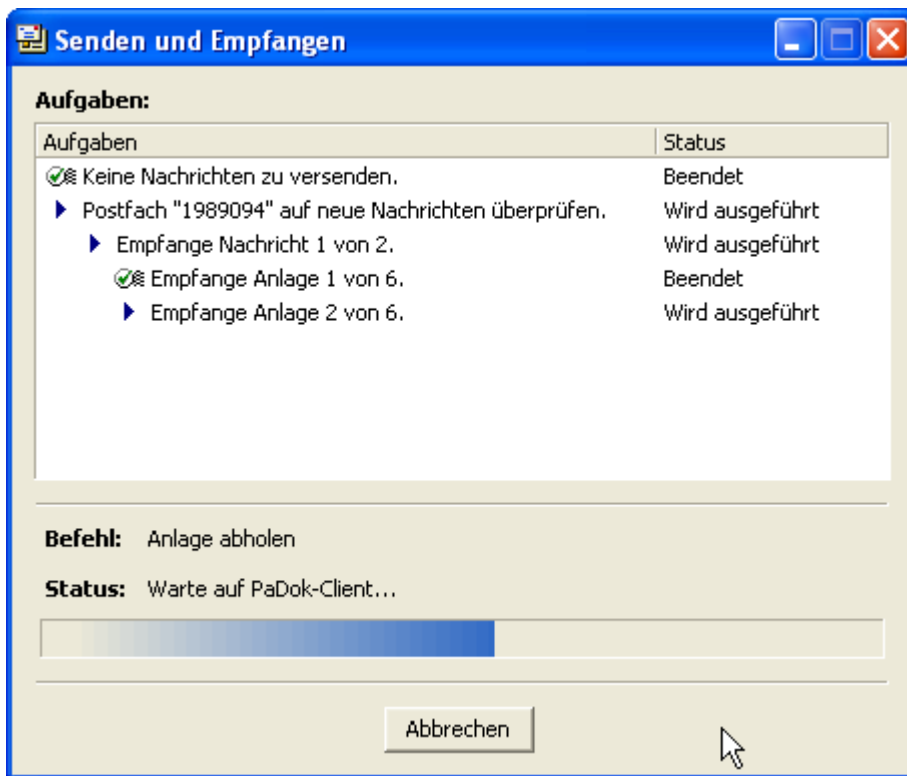 Senden und Empfangen
Aufgaben:
Aufgaben Status
Keine Nachrichten zu versenden. Beendet
Postfach "1989094" auf neue Nachrichten überprüfen. Wird ausgeführt
Empfange Nachricht 1 von 2. Wird ausgeführt
Empfange Anlage 1 von 6. Beendet
Empfange Anlage 2 von 6. Wird ausgeführt
Befehl: Anlage abholen
Status: Warte auf PaDok-Client...
Abbrechen